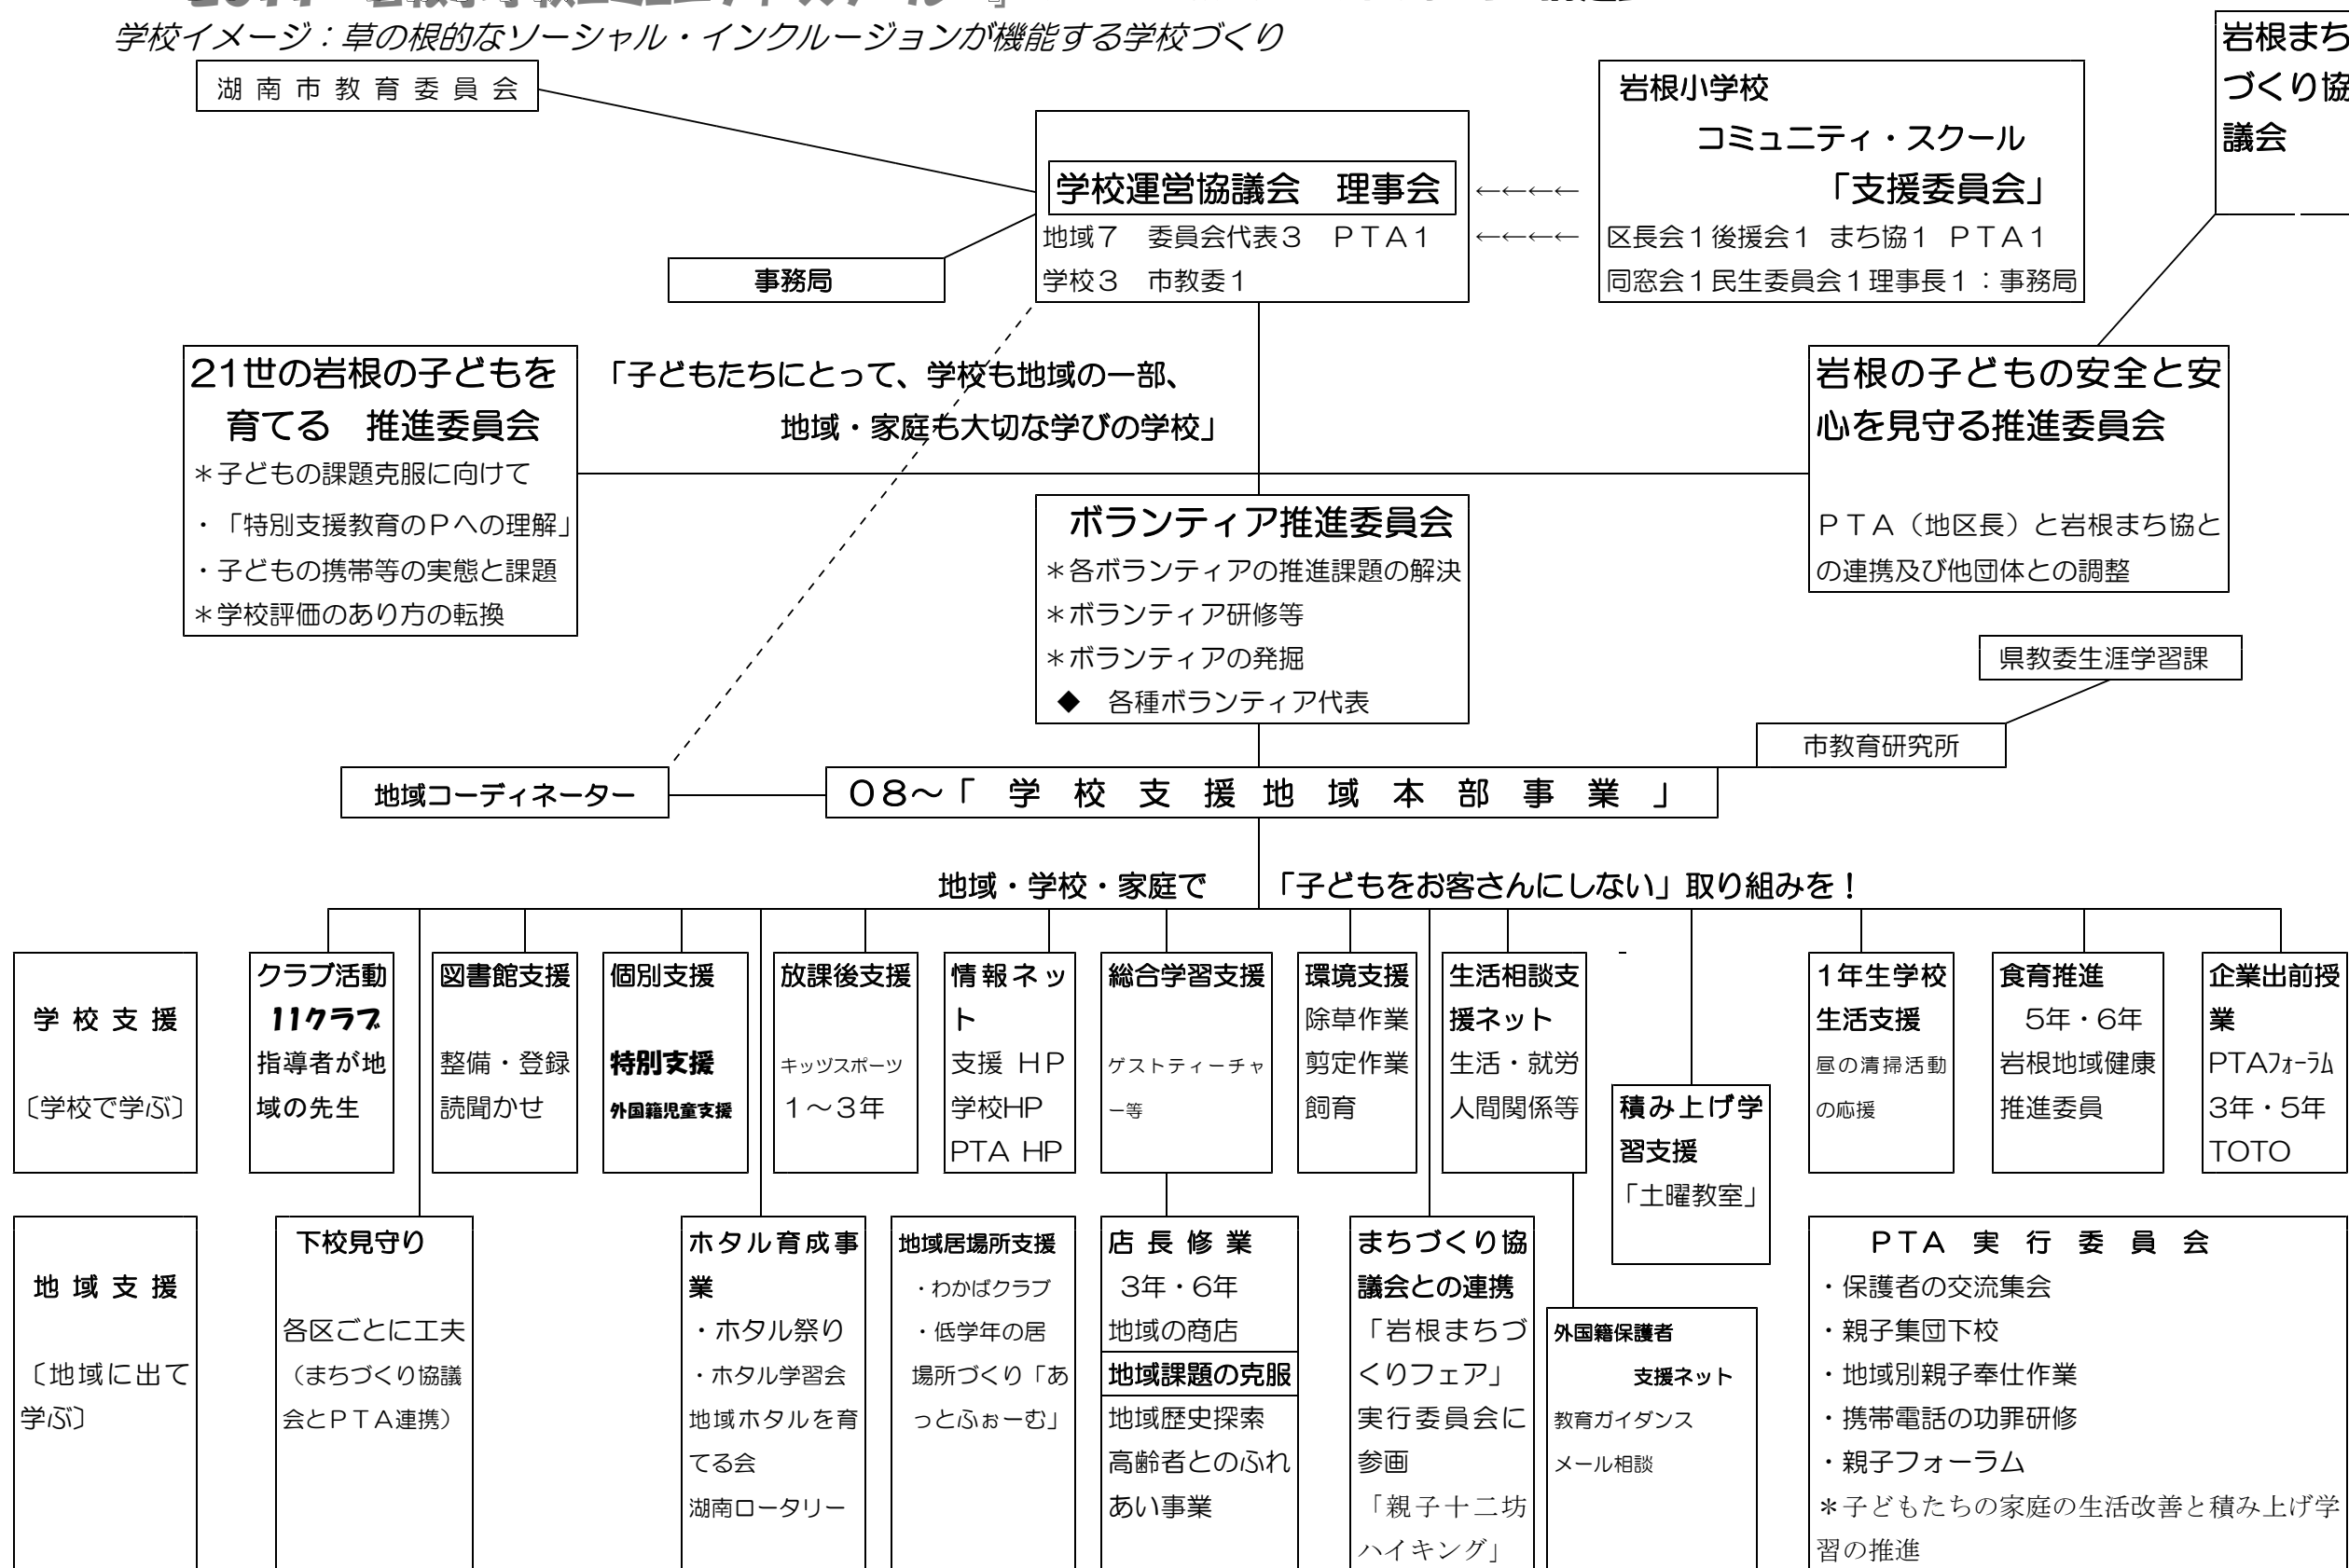 学校イメージ：草の根的なソーシャル・インクルージョンが機能する学校づくり
湖南市教育委員会
学校運営協議会　理事会
地域７　委員会代表３　ＰＴＡ１
学校３　市教委１
←←←←
←←←←
岩根小学校
コミュニティ・スクール
「支援委員会」
区長会１後援会１ まち協１ ＰＴＡ１
同窓会１民生委員会１理事長１：事務局
岩根まち
づくり協
議会
事務局
21世の岩根の子どもを
育てる　推進委員会
＊子どもの課題克服に向けて
・「特別支援教育のＰへの理解」
・子どもの携帯等の実態と課題
＊学校評価のあり方の転換
「子どもたちにとって、学校も地域の一部、
地域・家庭も大切な学びの学校」
岩根の子どもの安全と安
心を見守る推進委員会
ＰＴＡ（地区長）と岩根まち協と
の連携及び他団体との調整
ボランティア推進委員会
＊各ボランティアの推進課題の解決
＊ボランティア研修等
＊ボランティアの発掘
◆　各種ボランティア代表
県教委生涯学習課
市教育研究所
地域コーディネーター
０８～「　学　校　支　援　地　域　本　部　事　業　」
地域・学校・家庭で　　「子どもをお客さんにしない」取り組みを！
学校支援
〔学校で学ぶ〕
クラブ活動
11クラブ
指導者が地
域の先生
図書館支援
整備・登録
読聞かせ
個別支援
特別支援
外国籍児童支援
放課後支援
キッヅスポーツ
１～３年
情報ネッ
ト
支援 ＨＰ
学校HP
PTA HP
総合学習支援
ゲストティーチャ
ー等
環境支援
除草作業
剪定作業
飼育
生活相談支
援ネット
生活・就労
人間関係等
積み上げ学
習支援
「土曜教室」
１年生学校
生活支援
昼の清掃活動
の応援
食育推進
5年・6年
岩根地域健康
推進委員
企業出前授
業
PTAﾌｫｰﾗﾑ
3年・5年
TOTO
地域支援
〔地域に出て
学ぶ〕
下校見守り
各区ごとに工夫
（まちづくり協議
会とＰＴＡ連携）
ホタル育成事
業
・ホタル祭り
・ホタル学習会
地域ホタルを育
てる会
湖南ロータリー
地域居場所支援
・わかばクラブ
・低学年の居
場所づくり「あ
っとふぉーむ」
店長修業
3年・6年
地域の商店
地域課題の克服
地域歴史探索
高齢者とのふれ
あい事業
まちづくり協
議会との連携
「岩根まちづ
くりフェア」
実行委員会に
参画
「親子十二坊
ハイキング」
外国籍保護者
支援ネット
教育ガイダンス
メール相談
PTA　実　行　委　員　会
・保護者の交流集会
・親子集団下校
・地域別親子奉仕作業
・携帯電話の功罪研修
・親子フォーラム
＊子どもたちの家庭の生活改善と積み上げ学
習の推進